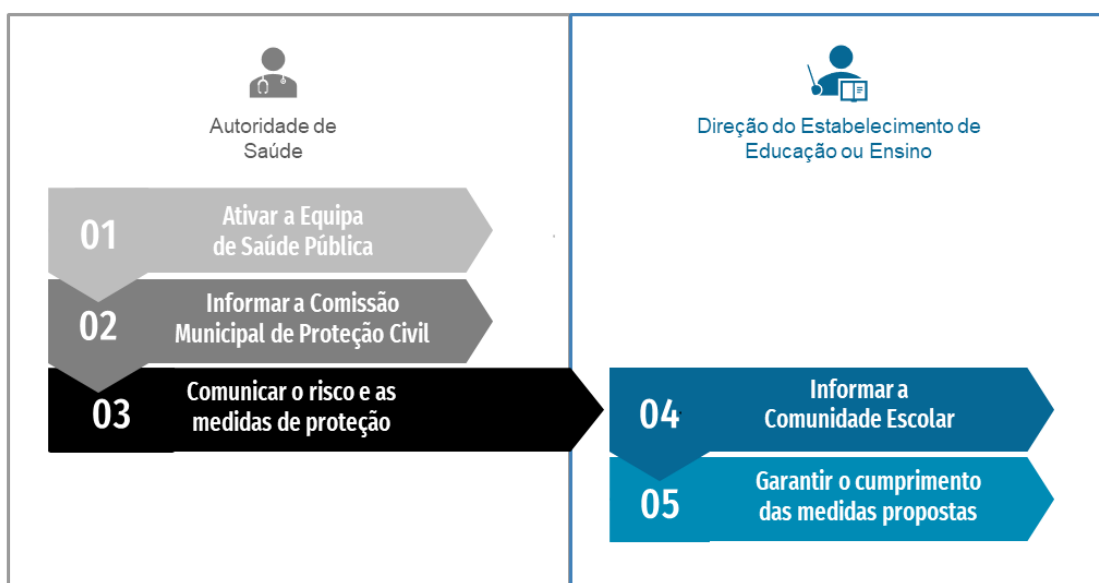 Autoridade de
Saúde
Direção do Estabelecimento de
Educação ou Ensino
01
Ativar a Equipa
de Saúde Pública
02
Informar a Comissão
Municipal de Proteção Civil
03
Comunicar o risco e as
medidas de proteção
04
Informar a
Comunidade Escolar
05
Garantir o cumprimento
das medidas propostas